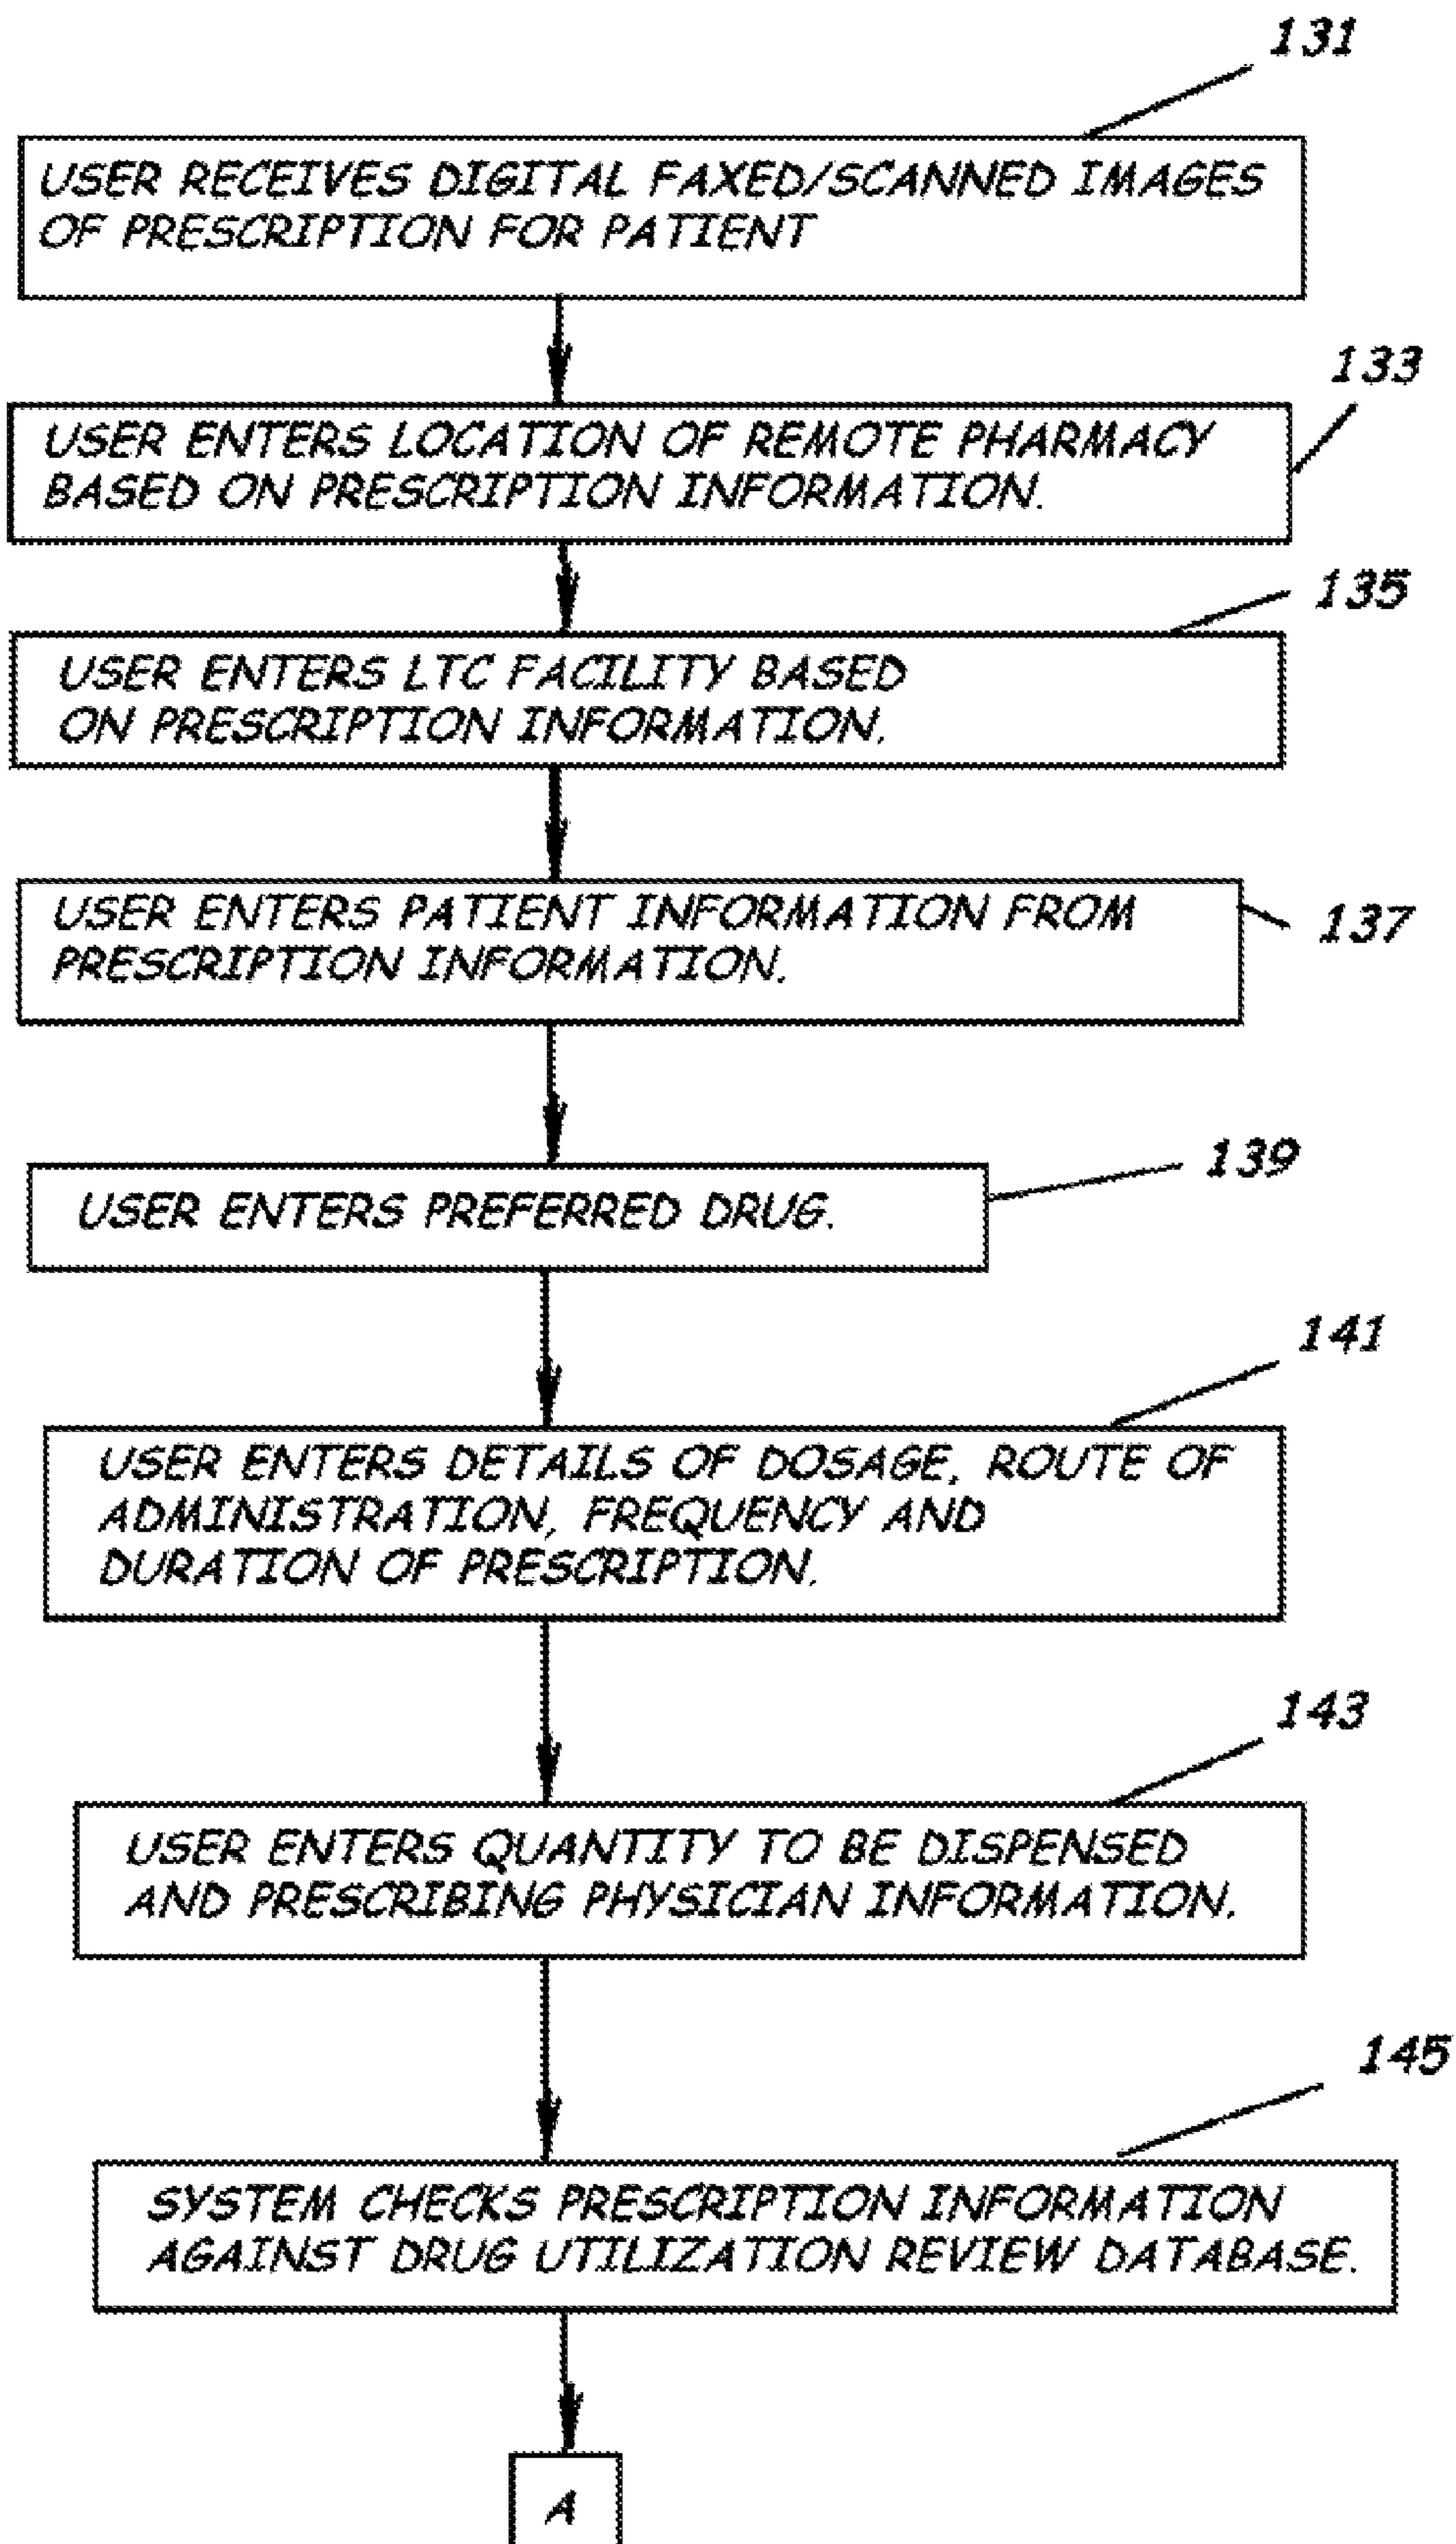 131
USER RECEIVES DIGITAL FAXED/SCANNED IMAGES
OF PRESCRIPTION FOR PATIENT
133
USER ENTERS LOCATION OF REMOTE PHARMACY
BASED ON PRESCRIPTION INFORMATION.
135
USER ENTERS LTC FACILITY BASED
ON PRESCRIPTION INFORMATION.
USER ENTERS PATIENT INFORMATION FROM
137
PRESCRIPTION INFORMATION.
139
USER ENTERS PREFERRED DRUG.
141
USER ENTERS DETAILS OF DOSAGE, ROUTE OF
ADMINISTRATION, FREQUENCY AND
DURATION OF PRESCRIPTION.
143
USER ENTERS QUANTITY TO BE DISPENSED
AND PRESCRIBING PHYSICIAN INFORMATION.
145
SYSTEM CHECKS PRESCRIPTION INFORMATION
AGAINST DRUG UTILIZATION REVIEW DATABASE.
A